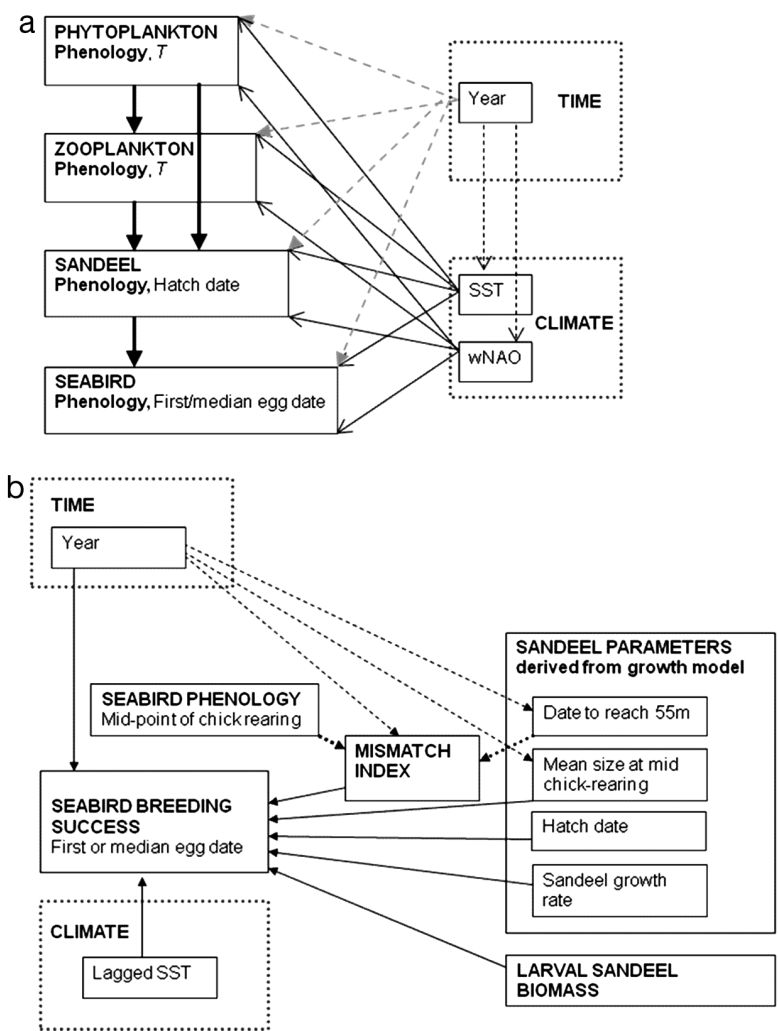 a
PHYTOPLANKTON
Phenology, T
ZOOPLANKTON
Phenology, T
SANDEEL
Phenology, Hatch date
SEABIRD
Phenology, First/median egg date
Year
TIME
SST
CLIMATE
wNAO
b
TIME
Year
SEABIRD PHENOLOGY
Mid-point of chick rearing
MISMATCH
INDEX
SANDEEL PARAMETERS
derived from growth model
Date to reach 55m
Mean size at mid
chick-rearing
Hatch date
Sandeel growth
rate
SEABIRD BREEDING
SUCCESS
First or median egg date
CLIMATE
Lagged SST
LARVAL SANDEEL
BIOMASS